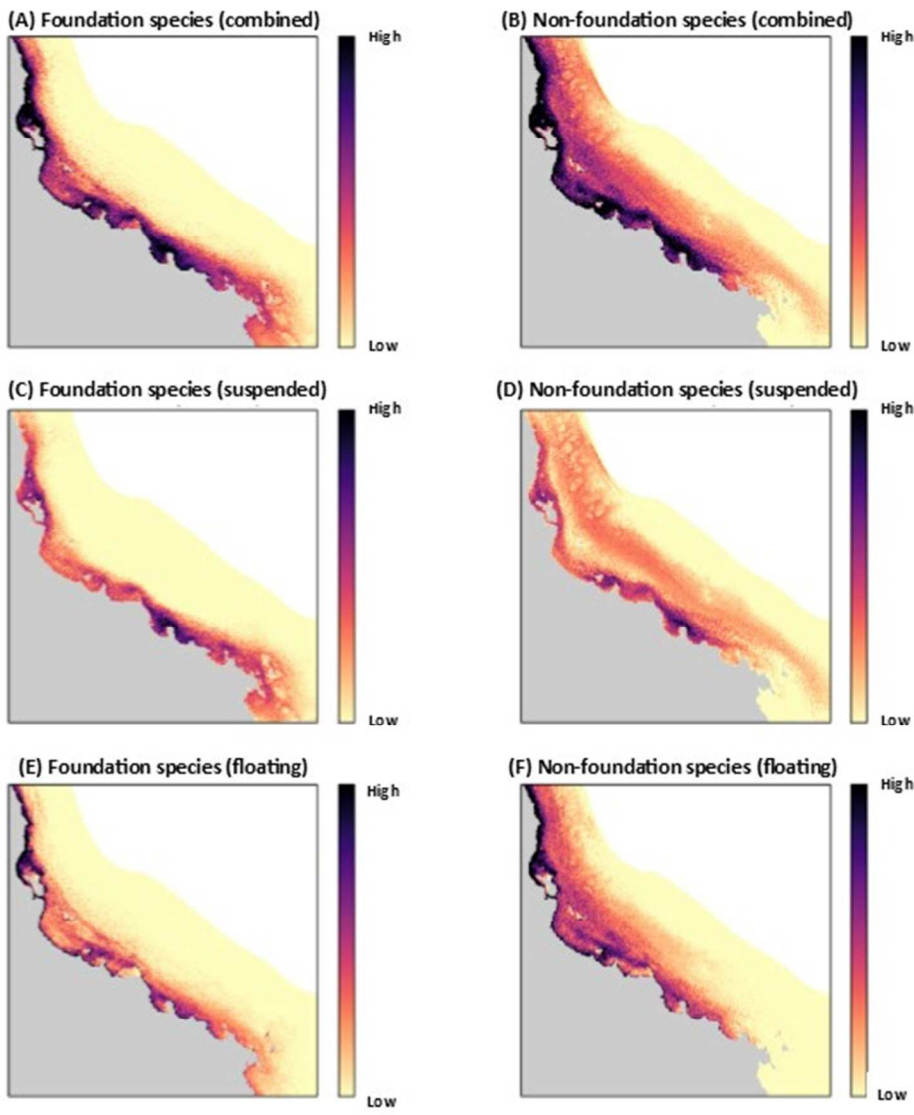 (A) Foundation species (combined)
(B) Non-foundation species (combined)
High
High
Low
Low
(C) Foundation species (suspended)
(D) Non-foundation species (suspended)
High
High
Low
Low
(E) Foundation species (floating)
(F) Non-foundation species (floating)
High
High
Low
Low